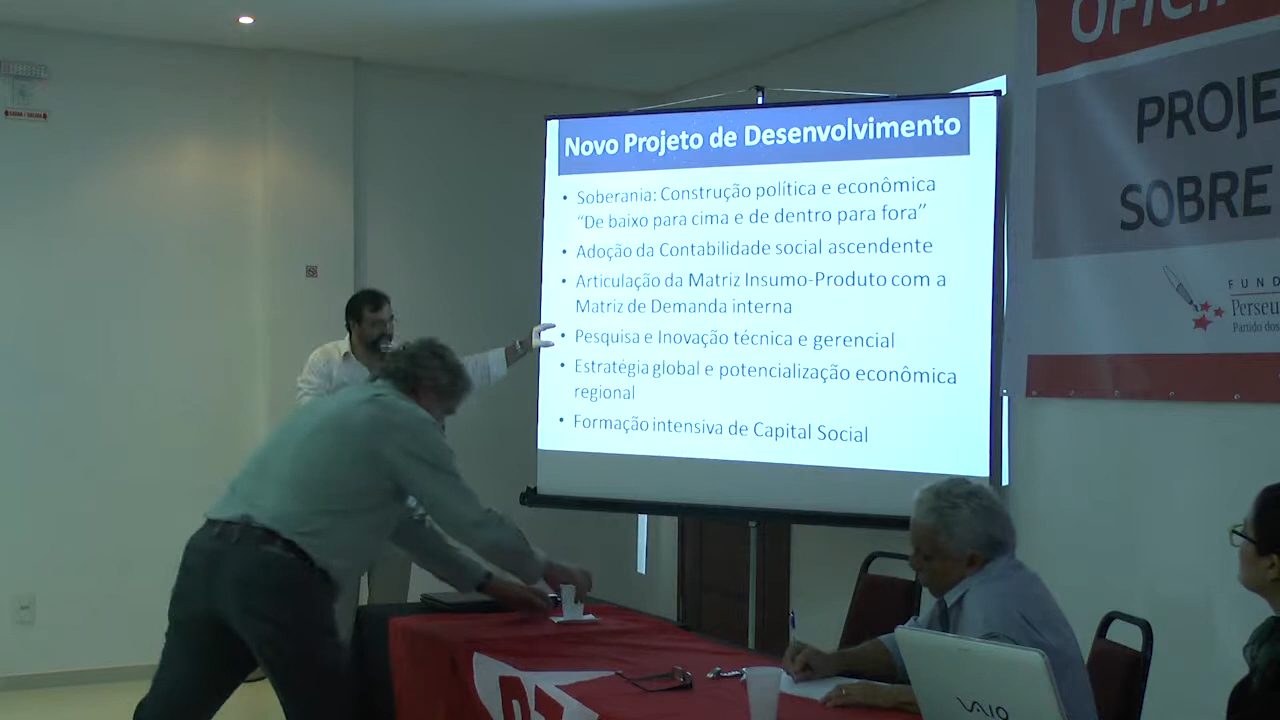 Novo Projeto de Desenvolvimento
• Soberania: Construção política e econômica
“De baixo para cima e de dentro para fora”
• Adoção da Contabilidade social ascendente
• Articulação da Matriz Insumo-Produto com a
Matriz de Demanda interna
• Pesquisa e Inovação técnica e gerencial
• Estratégia global e potencialização econômica
regional
• Formação intensiva de Capital Social
OFICI
PROJE
SOBRE
FUND
Perseu
Partido dos
PT
VAIO